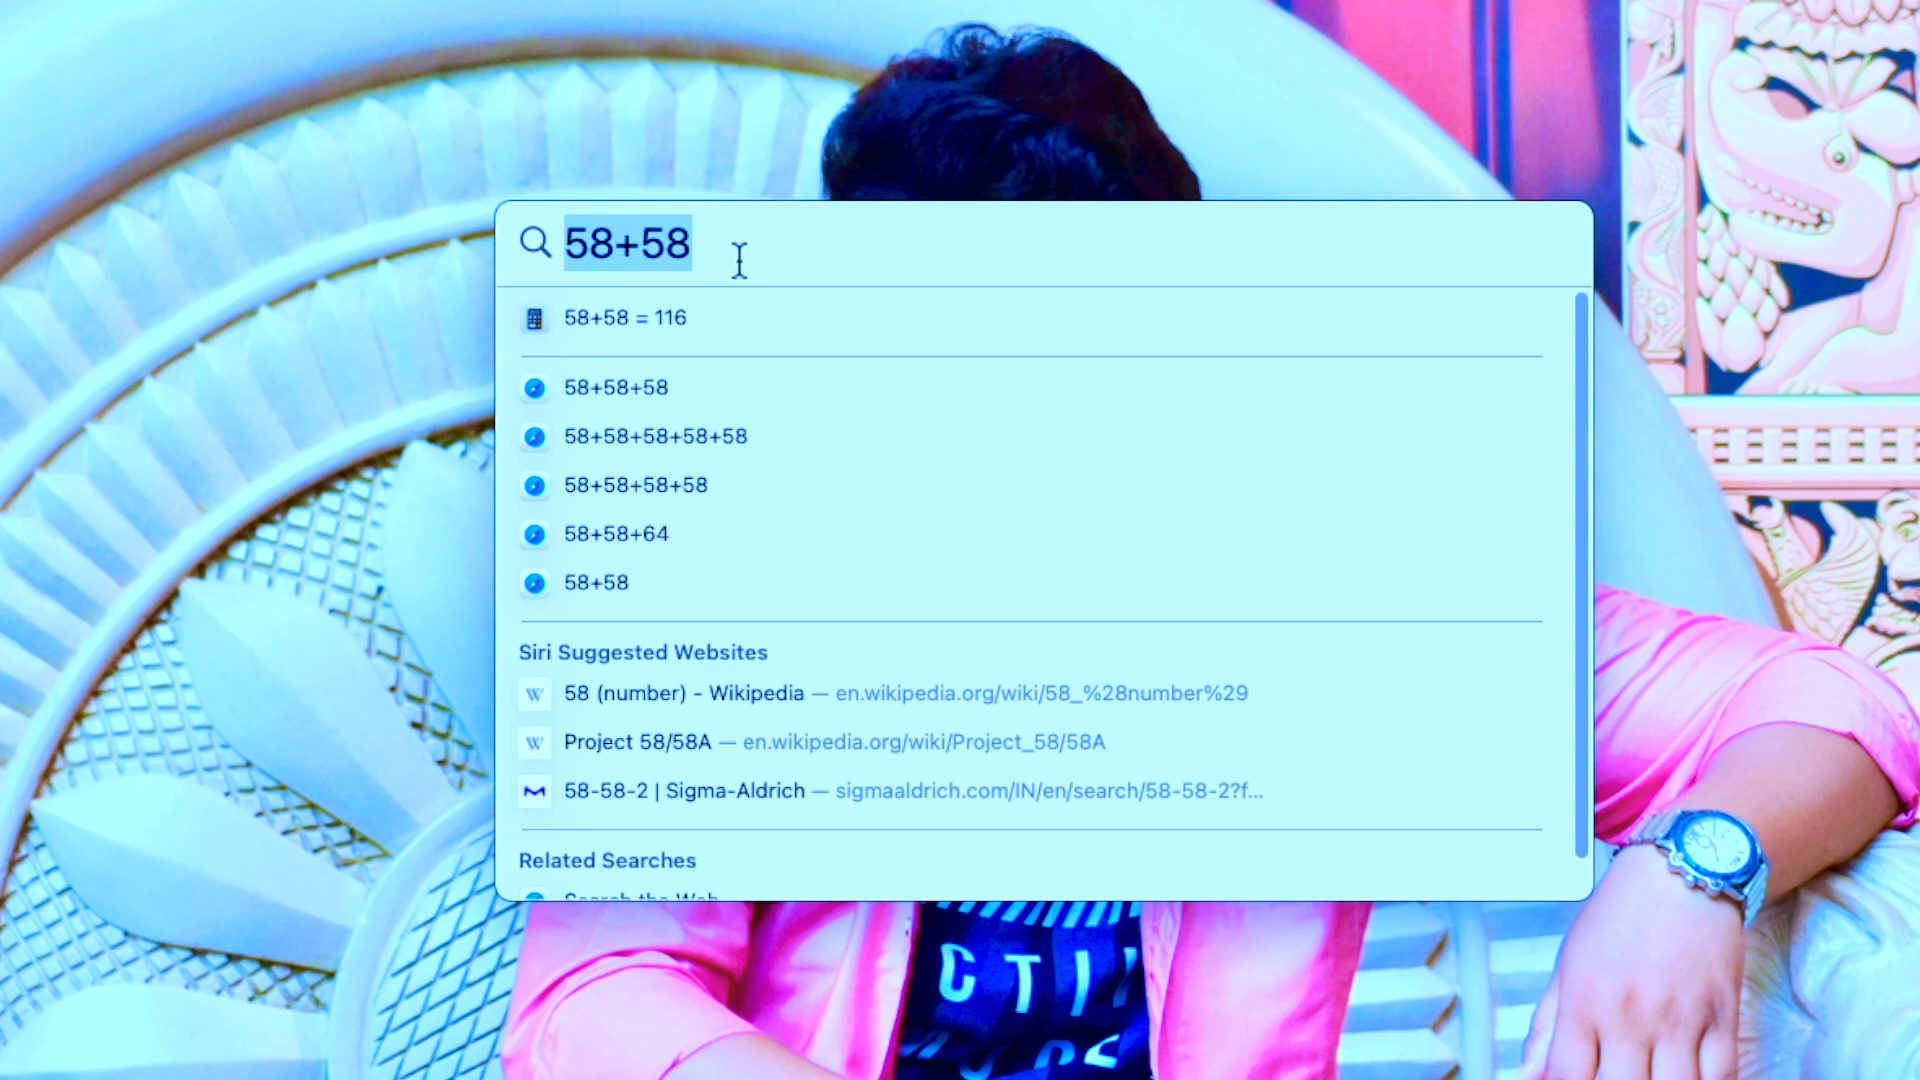 58+58
58+58 = 116
58+58+58
58+58+58+58+58
58+58+58+58
58+58+64
58+58
Siri Suggested Websites
58 (number) - Wikipedia — en.wikipedia.org/wiki/58_%28number%29
Project 58/58A — en.wikipedia.org/wiki/Project_58/58A
58-58-2 | Sigma-Aldrich — sigmaaldrich.com/IN/en/search/58-58-2?f...
Related Searches
Search the Web